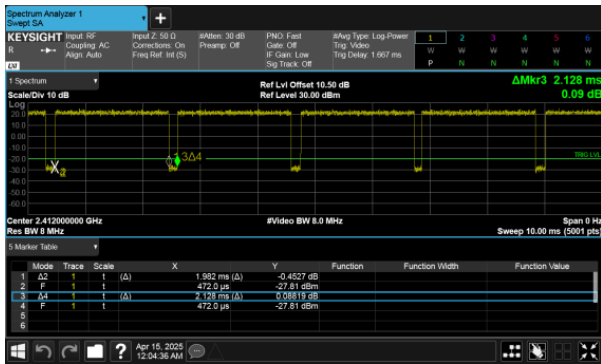 Spectrum Analyzer 1
Swept SA
KEYSIGHT Input: RF Input Z: 50 Ω #Atten: 30 dB PNO: Fast #Avg Type: Log-Power 1 2 3 4 5 6
R Coupling: AC Corrections: On Preamp: Off Gate: Off Trig: Video W W W W W W
Align: Auto Freq Ref: Int (S) IF Gain: Low Trig Delay: 1.667 ms P N N N N N
Sig Track: Off
LXI
1 Spectrum Ref Lvl Offset 10.50 dB ΔMkr3 2.128 ms
Scale/Div 10 dB Ref Level 30.00 dBm 0.09 dB
Log
20.0
10.0
0.00
-10.0
-20.0 3Δ4 TRIG LVL
-30.0 X2
-40.0
-50.0
-60.0
Center 2.412000000 GHz #Video BW 8.0 MHz Span 0 Hz
Res BW 8 MHz Sweep 10.00 ms (5001 pts)
5 Marker Table
Mode Trace Scale X Y Function Function Width Function Value
1 Δ2 1 t (Δ) 1.982 ms (Δ) -0.4527 dB
2 F 1 t 472.0 µs -27.81 dBm
3 Δ4 1 t (Δ) 2.128 ms (Δ) 0.08819 dB
4 F 1 t 472.0 µs -27.81 dBm
5
6
? Apr 15, 2025
12:04:36 AM